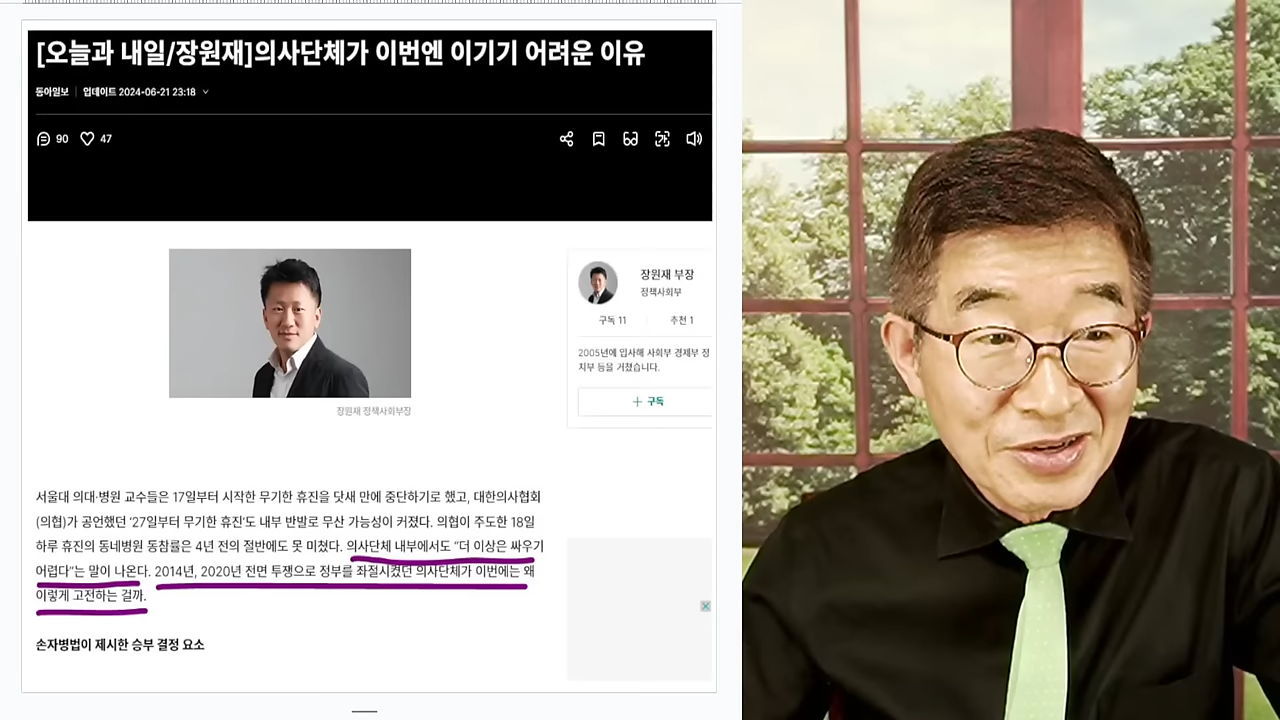 [오늘과 내일/장원재]의사단체가 이번엔 이기기 어려운 이유
동아일보 | 업데이트 2024-06-21 23:18
90 47
장원재 정책사회부장
장원재 부장
정책사회부
구독 11 추천 1
2005년에 입사해 사회부 경제부 정
치부 등을 거쳤습니다.
+ 구독
서울대 의대·병원 교수들은 17일부터 시작한 무기한 휴진을 닷새 만에 중단하기로 했고, 대한의사협회
(의협)가 공언했던 ‘27일부터 무기한 휴진’도 내부 반발로 무산 가능성이 커졌다. 의협이 주도한 18일
하루 휴진의 동네병원 동참률은 4년 전의 절반에도 못 미쳤다. 의사단체 내부에서도 “더 이상은 싸우기
어렵다”는 말이 나온다. 2014년, 2020년 전면 투쟁으로 정부를 좌절시켰던 의사단체가 이번에는 왜
이렇게 고전하는 걸까.
손자병법이 제시한 승부 결정 요소